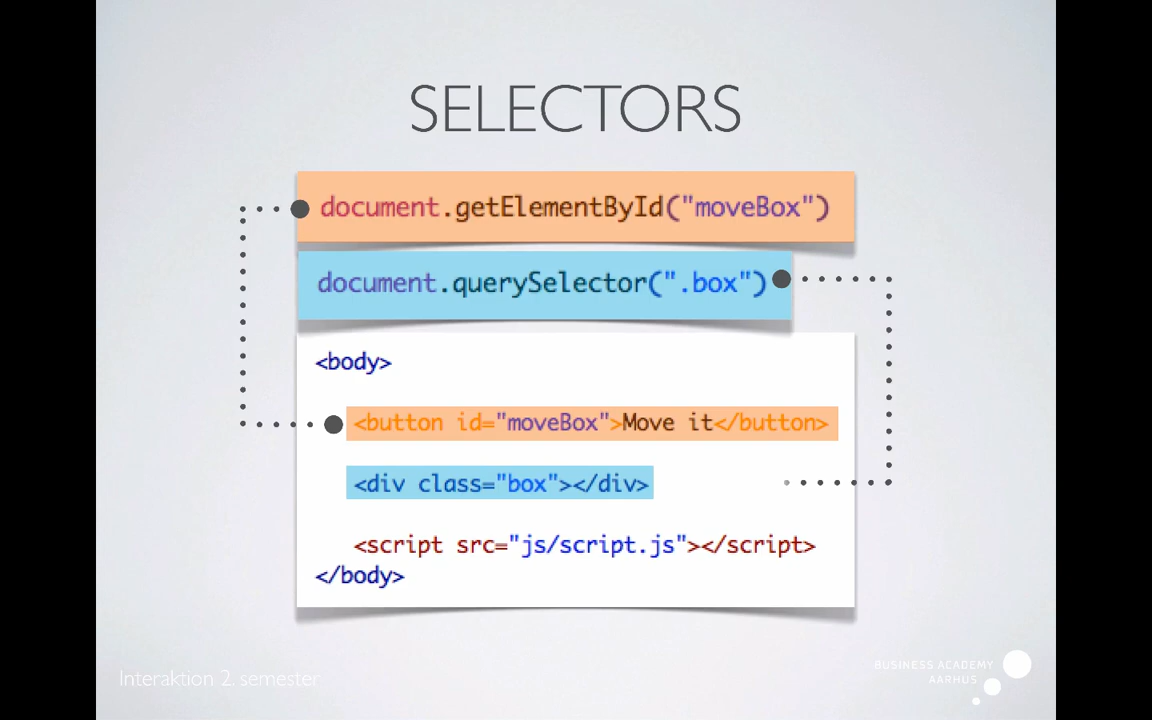 SELECTORS
document.getElementById("moveBox")
document.querySelector(".box")
<body>
<button id="moveBox">Move it</button>
<div class="box"></div>
<script src="js/script.js"></script>
</body>
Interaktion 2. semester
BUSINESS ACADEMY
AARHUS